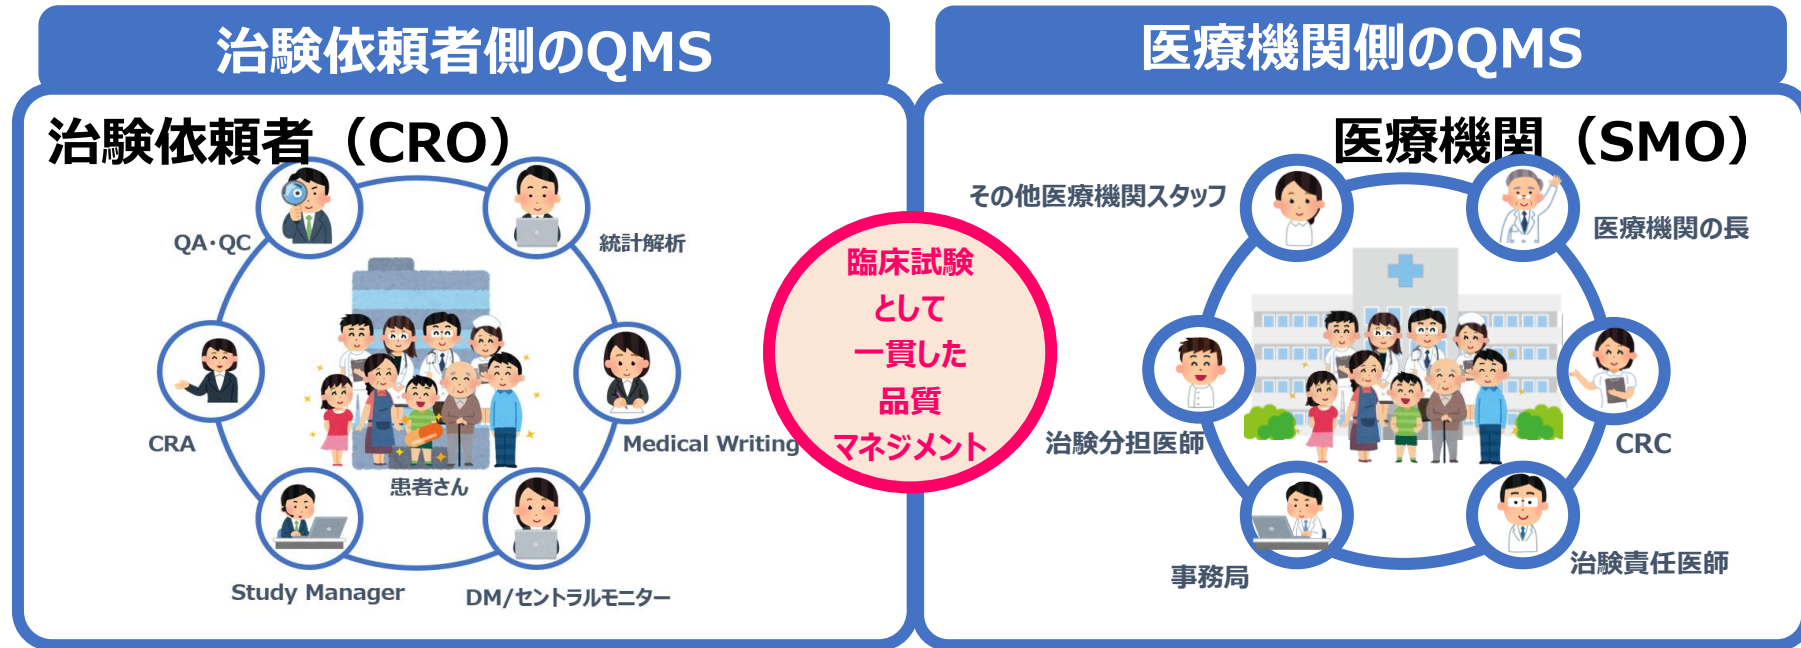 治験依頼者側のQMS
治験依頼者（CRO）
QA・QC
統計解析
CRA
Medical Writing
患者さん
Study Manager
DM/セントラルモニター
臨床試験
として
一貫した
品質
マネジメント
医療機関側のQMS
医療機関（SMO）
その他医療機関スタッフ
医療機関の長
治験分担医師
CRC
事務局
治験責任医師